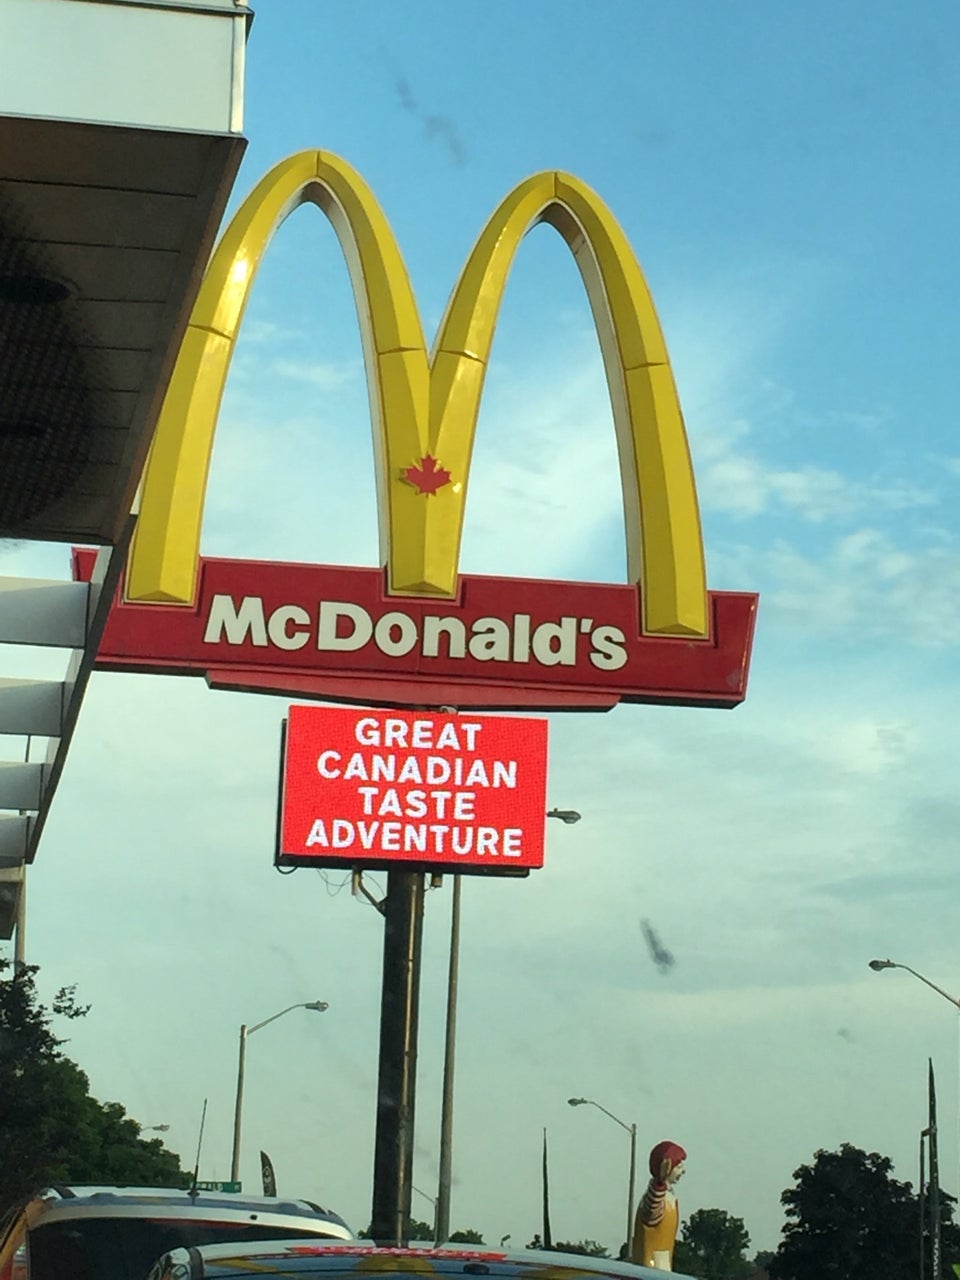 McDonald's
GREAT
CANADIAN
TASTE
ADVENTURE